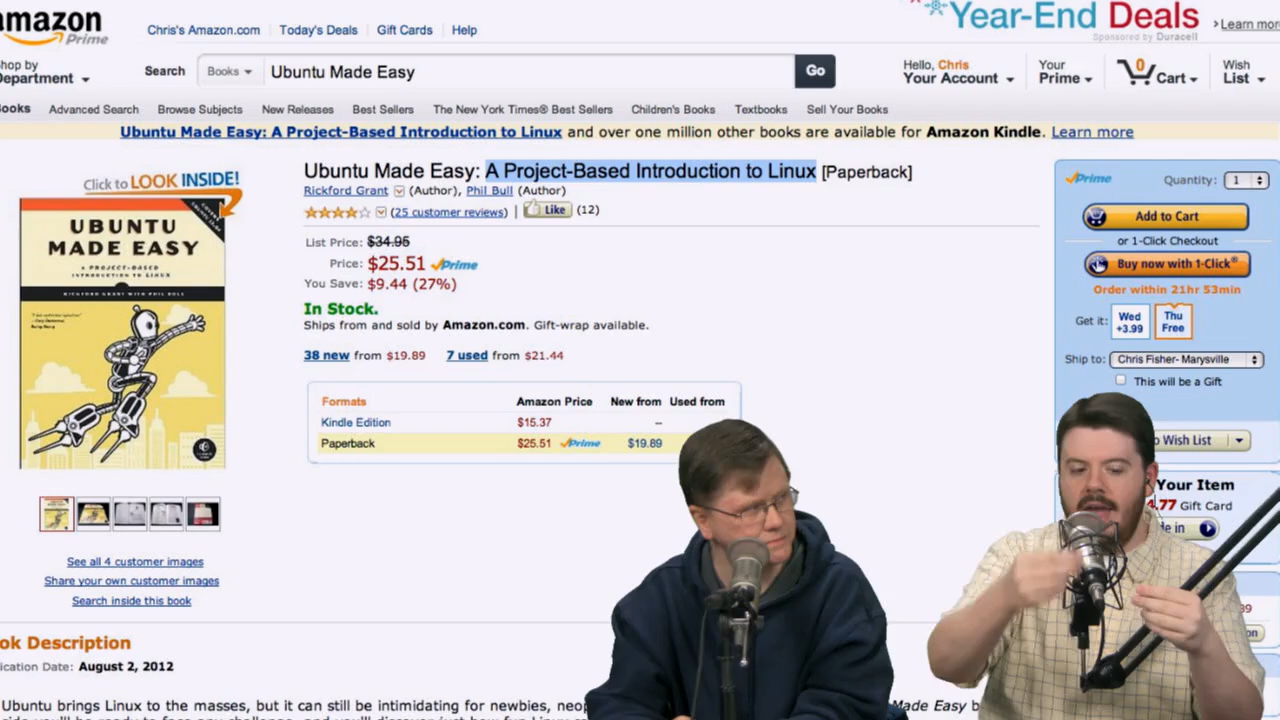 amazon
Prime
Chris's Amazon.com Today's Deals Gift Cards Help
Year-End Deals
Sponsored by Duracell
Learn more
Shop by
Department
Search Books Ubuntu Made Easy Go
Hello, Chris
Your Account
Your
Prime
0
Cart
Wish
List
Books Advanced Search Browse Subjects New Releases Best Sellers The New York Times® Best Sellers Children's Books Textbooks Sell Your Books
Ubuntu Made Easy: A Project-Based Introduction to Linux and over one million other books are available for Amazon Kindle. Learn more
Click to LOOK INSIDE!
UBUNTU
MADE EASY
A PROJECT-BASED
INTRODUCTION TO LINUX
RICKFORD GRANT WITH PHIL BULL
See all 4 customer images
Share your own customer images
Search inside this book
Ubuntu Made Easy: A Project-Based Introduction to Linux [Paperback]
Rickford Grant (Author), Phil Bull (Author)
(25 customer reviews) | Like (12)
List Price: $34.95
Price: $25.51 Prime
You Save: $9.44 (27%)
In Stock.
Ships from and sold by Amazon.com. Gift-wrap available.
38 new from $19.89 7 used from $21.44
Formats Amazon Price New from Used from
Kindle Edition $15.37 --
Paperback $25.51 Prime $19.89
Prime Quantity: 1
Add to Cart
or 1-Click Checkout
Buy now with 1-Click®
Order within 21hr 53min
Get it: Wed +3.99 Thu Free
Ship to: Chris Fisher- Marysville
This will be a Gift
o Wish List
Your Item
4.77 Gift Card
de in
ok Description
ication Date: August 2, 2012
Ubuntu brings Linux to the masses, but it can still be intimidating for newbies, neop
Made Easy b